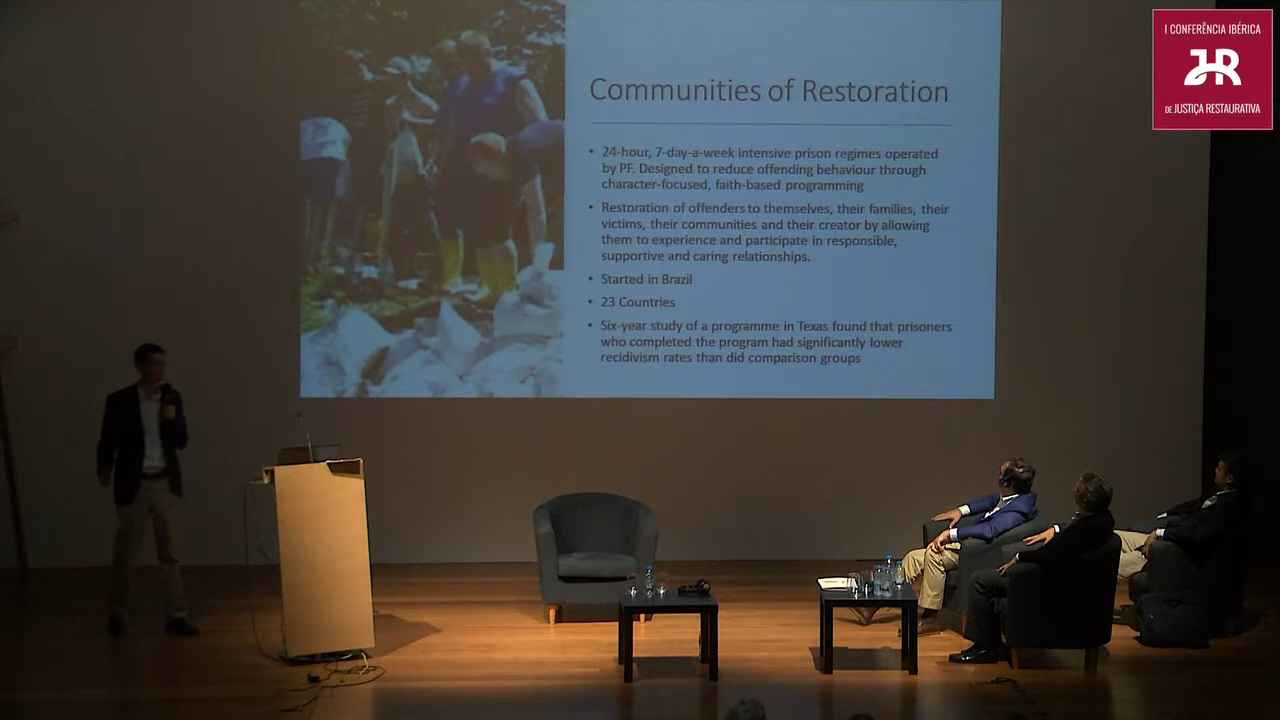 Communities of Restoration
• 24-hour, 7-day-a-week intensive prison regimes operated
by PF. Designed to reduce offending behaviour through
character-focused, faith-based programming
• Restoration of offenders to themselves, their families, their
victims, their communities and their creator by allowing
them to experience and participate in responsible,
supportive and caring relationships.
• Started in Brazil
• 23 Countries
• Six-year study of a programme in Texas found that prisoners
who completed the program had significantly lower
recidivism rates than did comparison groups
I CONFERÊNCIA IBÉRICA
JR
DE JUSTIÇA RESTAURATIVA